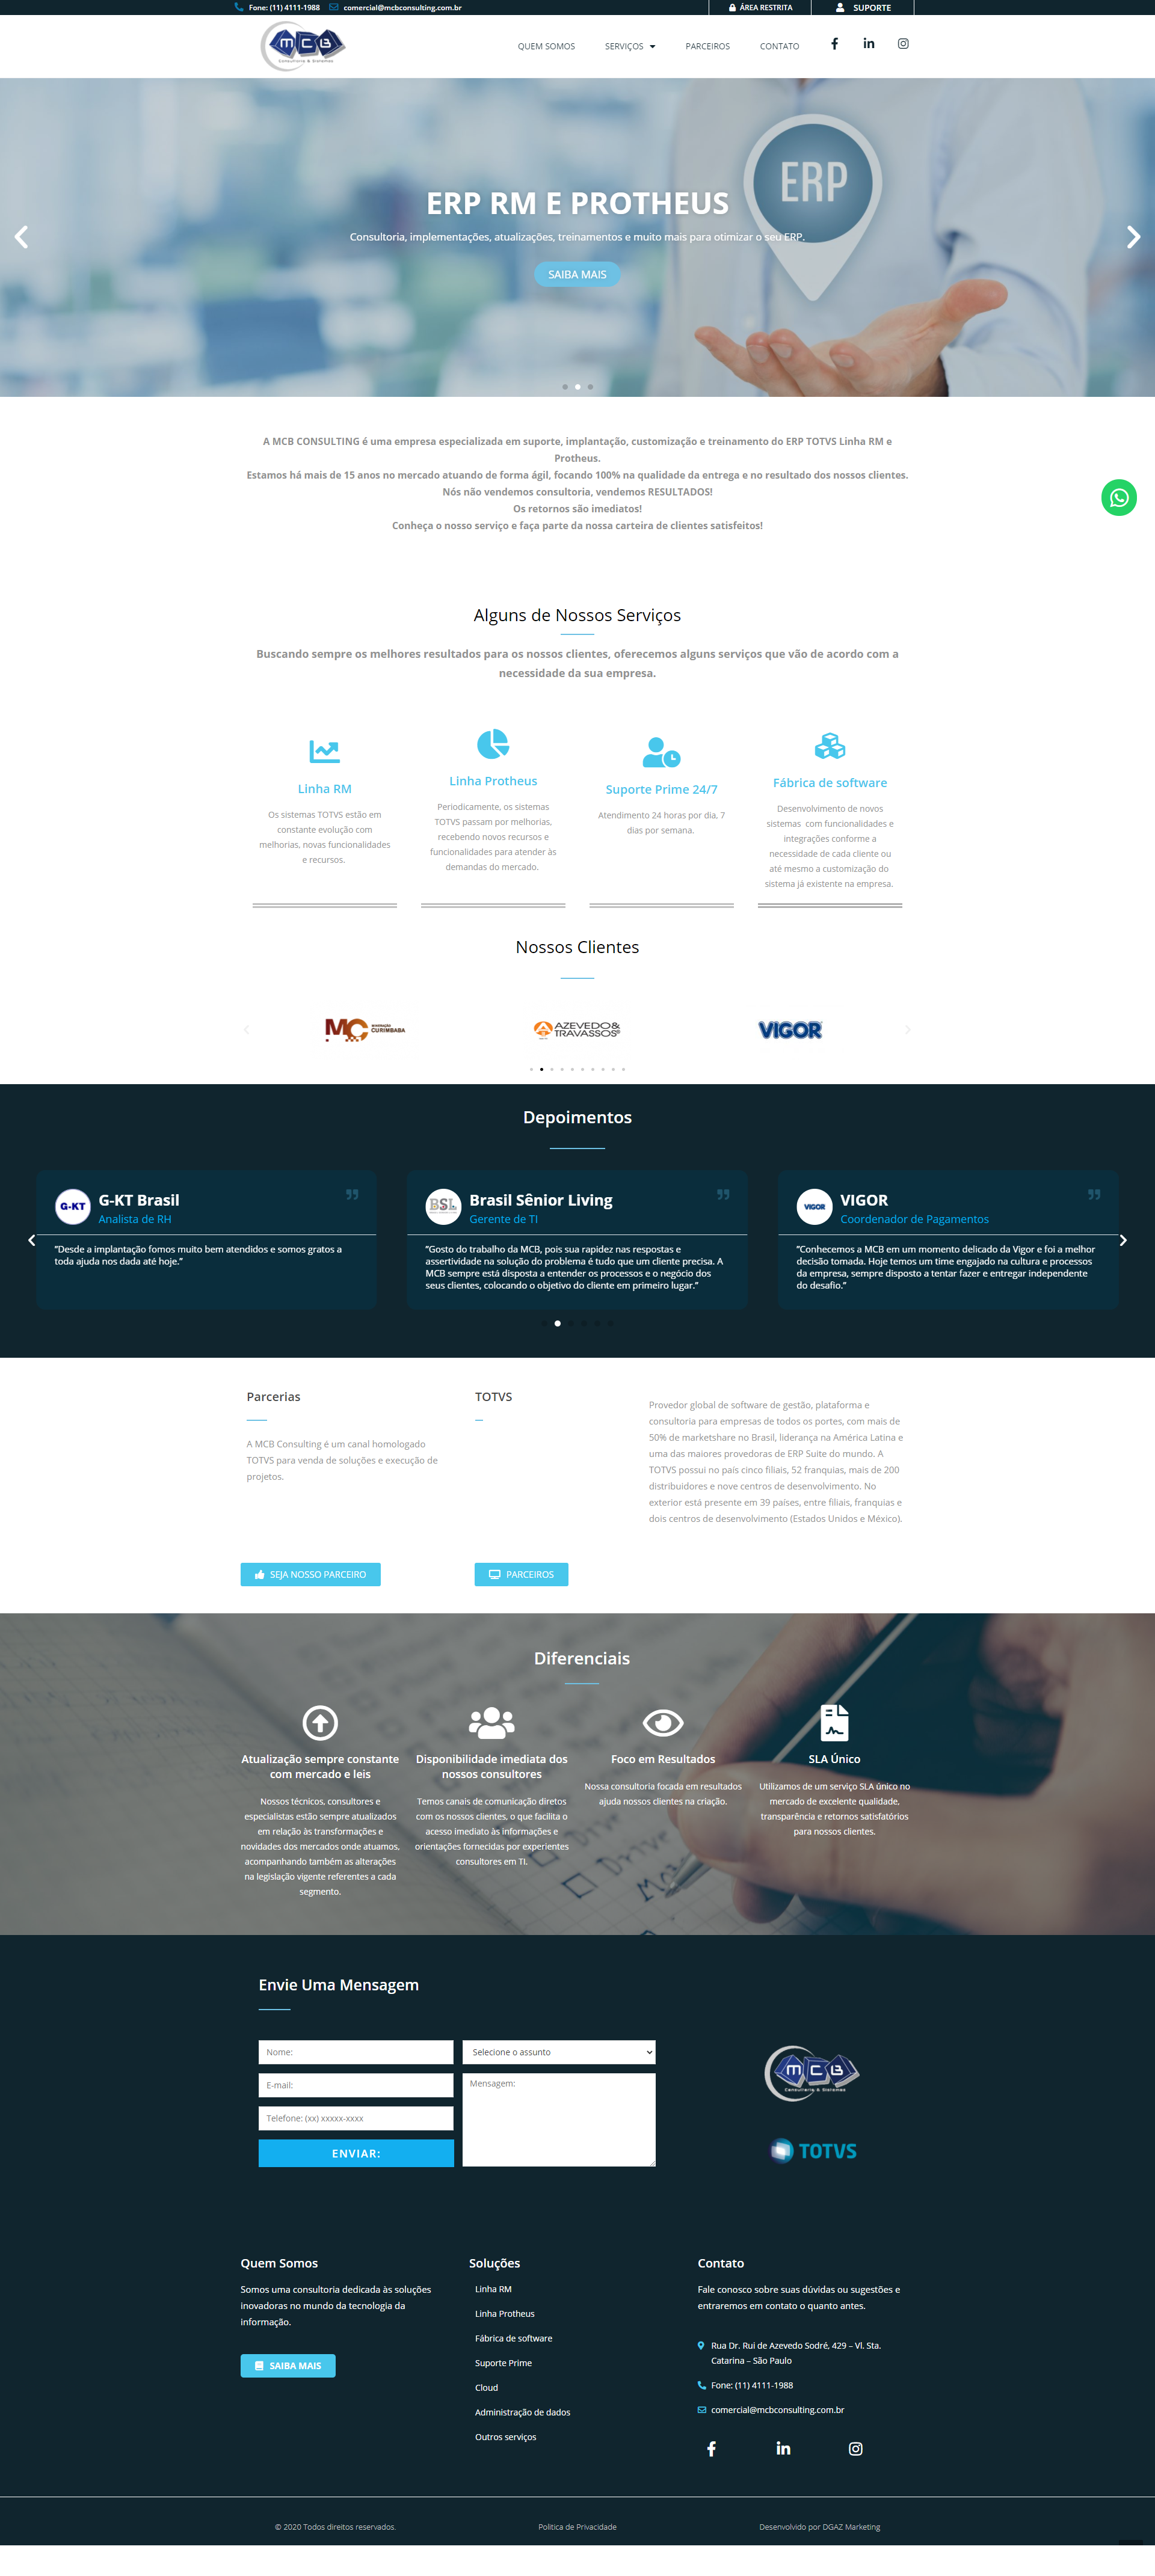 Fone: (11) 4111-1988 comercial@mcbconsulting.com.br ÁREA RESTRITA SUPORTE
MCB
Consultoria & Sistemas
QUEM SOMOS SERVIÇOS PARCEIROS CONTATO
ERP
ERP RM E PROTHEUS
Consultoria, implementações, atualizações, treinamentos e muito mais para otimizar o seu ERP.
SAIBA MAIS
A MCB CONSULTING é uma empresa especializada em suporte, implantação, customização e treinamento do ERP TOTVS Linha RM e
Protheus.
Estamos há mais de 15 anos no mercado atuando de forma ágil, focando 100% na qualidade da entrega e no resultado dos nossos clientes.
Nós não vendemos consultoria, vendemos RESULTADOS!
Os retornos são imediatos!
Conheça o nosso serviço e faça parte da nossa carteira de clientes satisfeitos!
Alguns de Nossos Serviços
Buscando sempre os melhores resultados para os nossos clientes, oferecemos alguns serviços que vão de acordo com a
necessidade da sua empresa.
Linha RM
Os sistemas TOTVS estão em
constante evolução com
melhorias, novas funcionalidades
e recursos.
Linha Protheus
Periodicamente, os sistemas
TOTVS passam por melhorias,
recebendo novos recursos e
funcionalidades para atender às
demandas do mercado.
Suporte Prime 24/7
Atendimento 24 horas por dia, 7
dias por semana.
Fábrica de software
Desenvolvimento de novos
sistemas com funcionalidades e
integrações conforme a
necessidade de cada cliente ou
até mesmo a customização do
sistema já existente na empresa.
Nossos Clientes
MC CURIMBABA
AZEVEDO&
TRAVASSOS
VIGOR
Depoimentos
G-KT
G-KT Brasil
Analista de RH
"Desde a implantação fomos muito bem atendidos e somos gratos a
toda ajuda nos dada até hoje."
BSL
Brasil Sênior Living
Gerente de TI
"Gosto do trabalho da MCB, pois sua rapidez nas respostas e
assertividade na solução do problema é tudo que um cliente precisa. A
MCB sempre está disposta a entender os processos e o negócio dos
seus clientes, colocando o objetivo do cliente em primeiro lugar."
VIGOR
VIGOR
Coordenador de Pagamentos
"Conhecemos a MCB em um momento delicado da Vigor e foi a melhor
decisão tomada. Hoje temos um time engajado na cultura e processos
da empresa, sempre disposto a tentar fazer e entregar independente
do desafio."
Parcerias
A MCB Consulting é um canal homologado
TOTVS para venda de soluções e execução de
projetos.
SEJA NOSSO PARCEIRO
TOTVS
PARCEIROS
Provedor global de software de gestão, plataforma e
consultoria para empresas de todos os portes, com mais de
50% de marketshare no Brasil, liderança na América Latina e
uma das maiores provedoras de ERP Suite do mundo. A
TOTVS possui no país cinco filiais, 52 franquias, mais de 200
distribuidores e nove centros de desenvolvimento. No
exterior está presente em 39 países, entre filiais, franquias e
dois centros de desenvolvimento (Estados Unidos e México).
Diferenciais
Atualização sempre constante
com mercado e leis
Nossos técnicos, consultores e
especialistas estão sempre atualizados
em relação às transformações e
novidades dos mercados onde atuamos,
acompanhando também as alterações
na legislação vigente referentes a cada
segmento.
Disponibilidade imediata dos
nossos consultores
Temos canais de comunicação diretos
com os nossos clientes, o que facilita o
acesso imediato às informações e
orientações fornecidas por experientes
consultores em TI.
Foco em Resultados
Nossa consultoria focada em resultados
ajuda nossos clientes na criação.
SLA Único
Utilizamos de um serviço SLA único no
mercado de excelente qualidade,
transparência e retornos satisfatórios
para nossos clientes.
Envie Uma Mensagem
Nome:
E-mail:
Telefone: (xx) xxxxx-xxxx
ENVIAR:
Selecione o assunto
Mensagem:
MCB
Consultoria & Sistemas
TOTVS
Quem Somos
Somos uma consultoria dedicada às soluções
inovadoras no mundo da tecnologia da
informação.
SAIBA MAIS
Soluções
Linha RM
Linha Protheus
Fábrica de software
Suporte Prime
Cloud
Administração de dados
Outros serviços
Contato
Fale conosco sobre suas dúvidas ou sugestões e
entraremos em contato o quanto antes.
Rua Dr. Rui de Azevedo Sodré, 429 – Vl. Sta.
Catarina – São Paulo
Fone: (11) 4111-1988
comercial@mcbconsulting.com.br
© 2020 Todos direitos reservados. Politica de Privacidade Desenvolvido por DGAZ Marketing